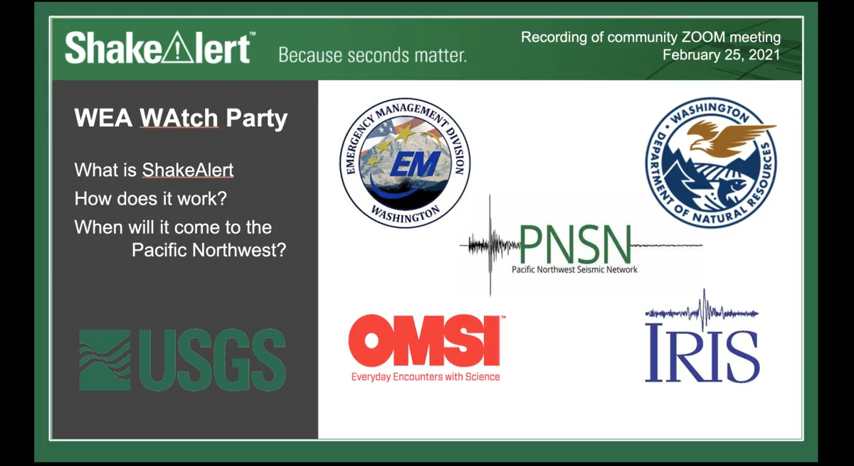 ShakeAlert™ Because seconds matter.
Recording of community ZOOM meeting
February 25, 2021
WEA WAtch Party
What is ShakeAlert
How does it work?
When will it come to the
Pacific Northwest?
USGS
EMERGENCY MANAGEMENT DIVISION
EM
WASHINGTON
WASHINGTON
DEPARTMENT OF NATURAL RESOURCES
PNSN
Pacific Northwest Seismic Network
OMSI™
Everyday Encounters with Science
IRIS